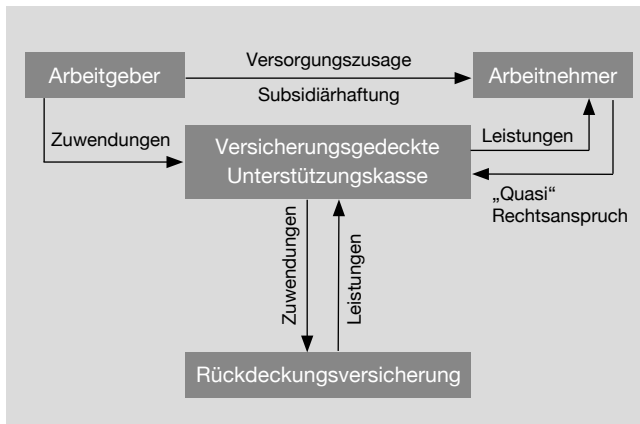 Arbeitgeber
Versorgungszusage
Subsidiärhaftung
Arbeitnehmer
Zuwendungen
Versicherungsgedeckte
Unterstützungskasse
Leistungen
„Quasi“
Rechtsanspruch
Zuwendungen
Leistungen
Rückdeckungsversicherung